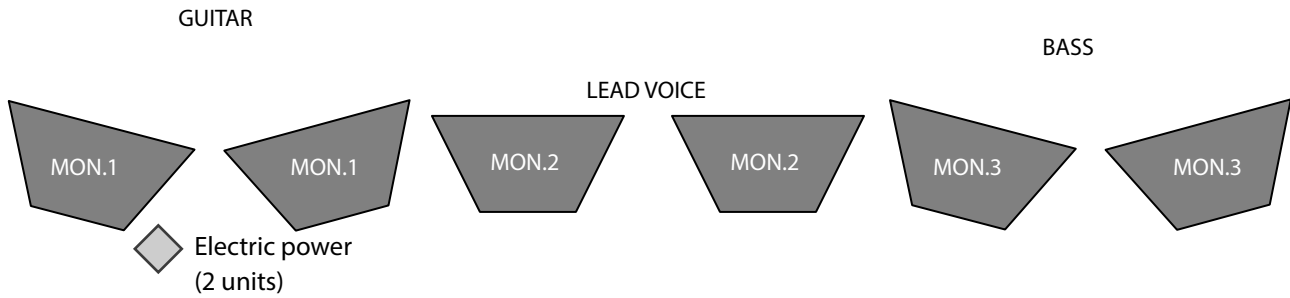 GUITAR
BASS
LEAD VOICE
MON.1
MON.1
MON.2
MON.2
MON.3
MON.3
Electric power
(2 units)